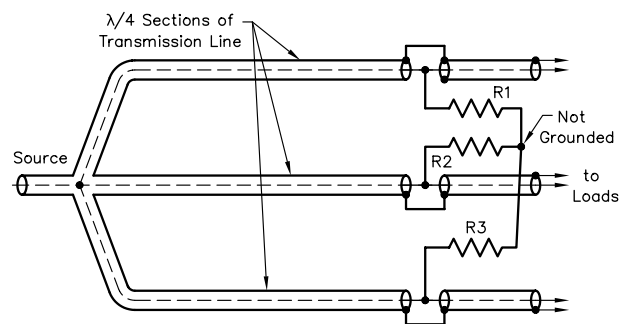 λ/4 Sections of
Transmission Line
R1
Not
Grounded
R2
Source
to
Loads
R3